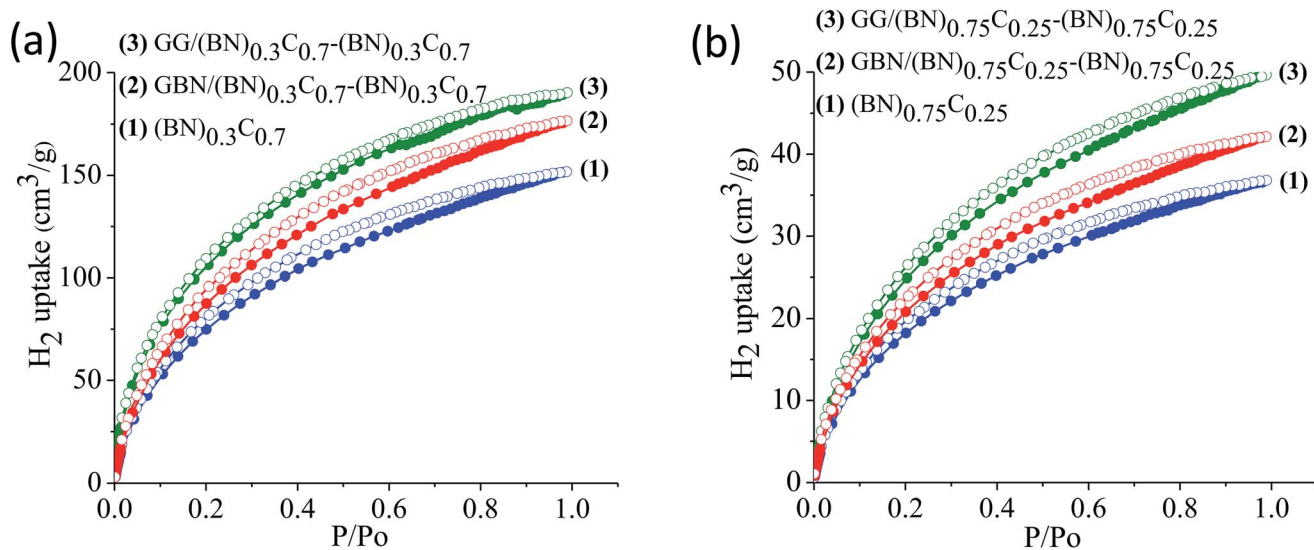 (a)
(3) GG/(BN)0.3C0.7-(BN)0.3C0.7
(2) GBN/(BN)0.3C0.7-(BN)0.3C0.7
(1) (BN)0.3C0.7
200
150
100
50
0
H2 uptake (cm³/g)
(3)
(2)
(1)
0.0 0.2 0.4 0.6 0.8 1.0
P/Po
(b)
(3) GG/(BN)0.75C0.25-(BN)0.75C0.25
(2) GBN/(BN)0.75C0.25-(BN)0.75C0.25
(1) (BN)0.75C0.25
50
40
30
20
10
0
H2 uptake (cm³/g)
(3)
(2)
(1)
0.0 0.2 0.4 0.6 0.8 1.0
P/Po